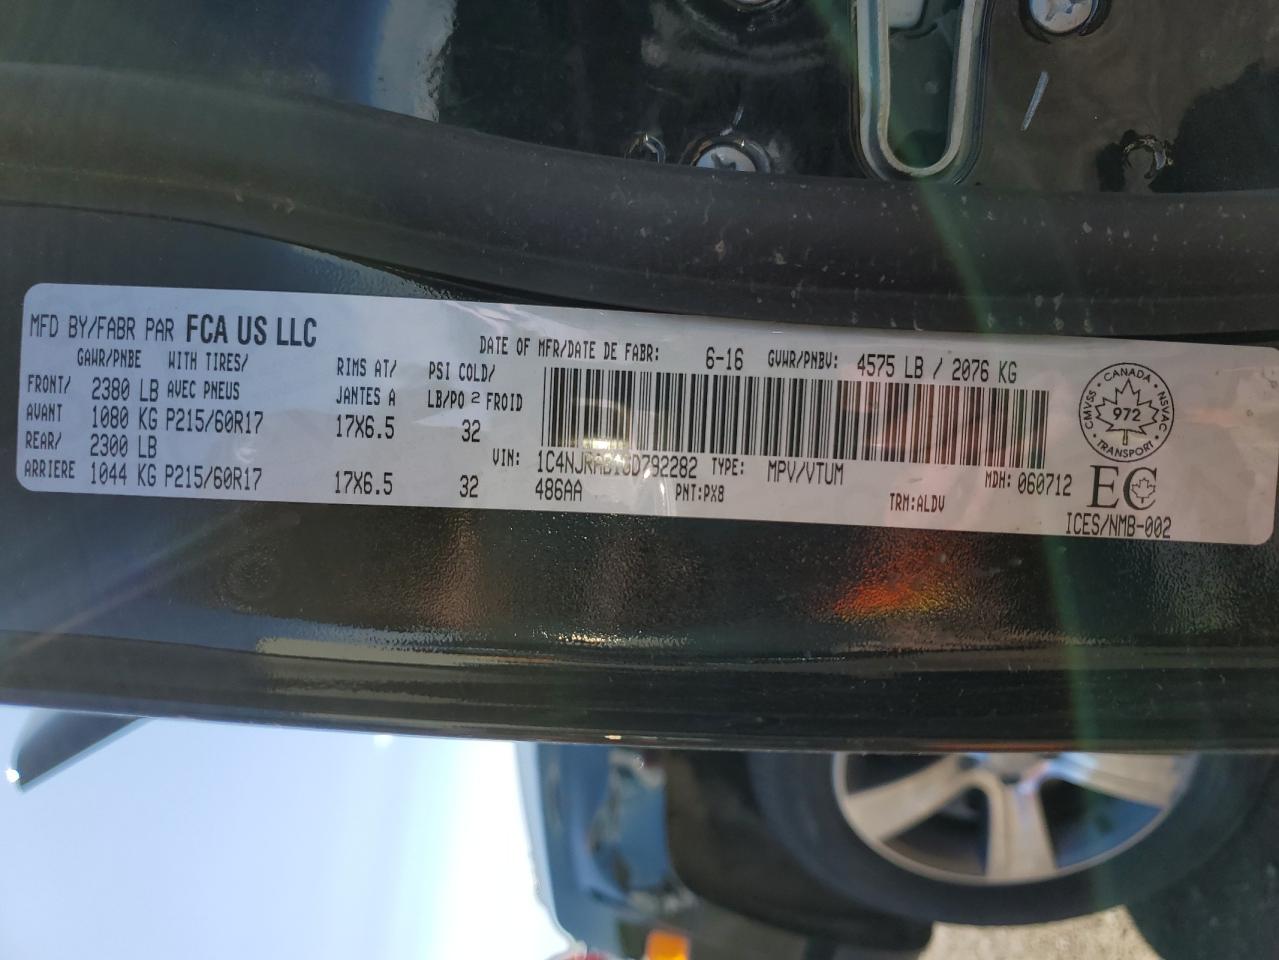 MFD BY/FABR PAR FCA US LLC
DATE OF MFR/DATE DE FABR: 6-16 GVWR/PNBV: 4575 LB / 2076 KG
GAWR/PNBE WITH TIRES/ RIMS AT/ PSI COLD/
FRONT/ 2380 LB AVEC PNEUS JANTES A LB/PO 2 FROID
AVANT 1080 KG P215/60R17 17X6.5 32
REAR/ 2300 LB
ARRIERE 1044 KG P215/60R17 17X6.5 32
VIN: TYPE: MPV/VTUM MDH: 060712
486AA PNT:PX8 TRM:ALDV
CANADA
CMVSS 972 NSVAC
TRANSPORT
EC
ICES/NMB-002